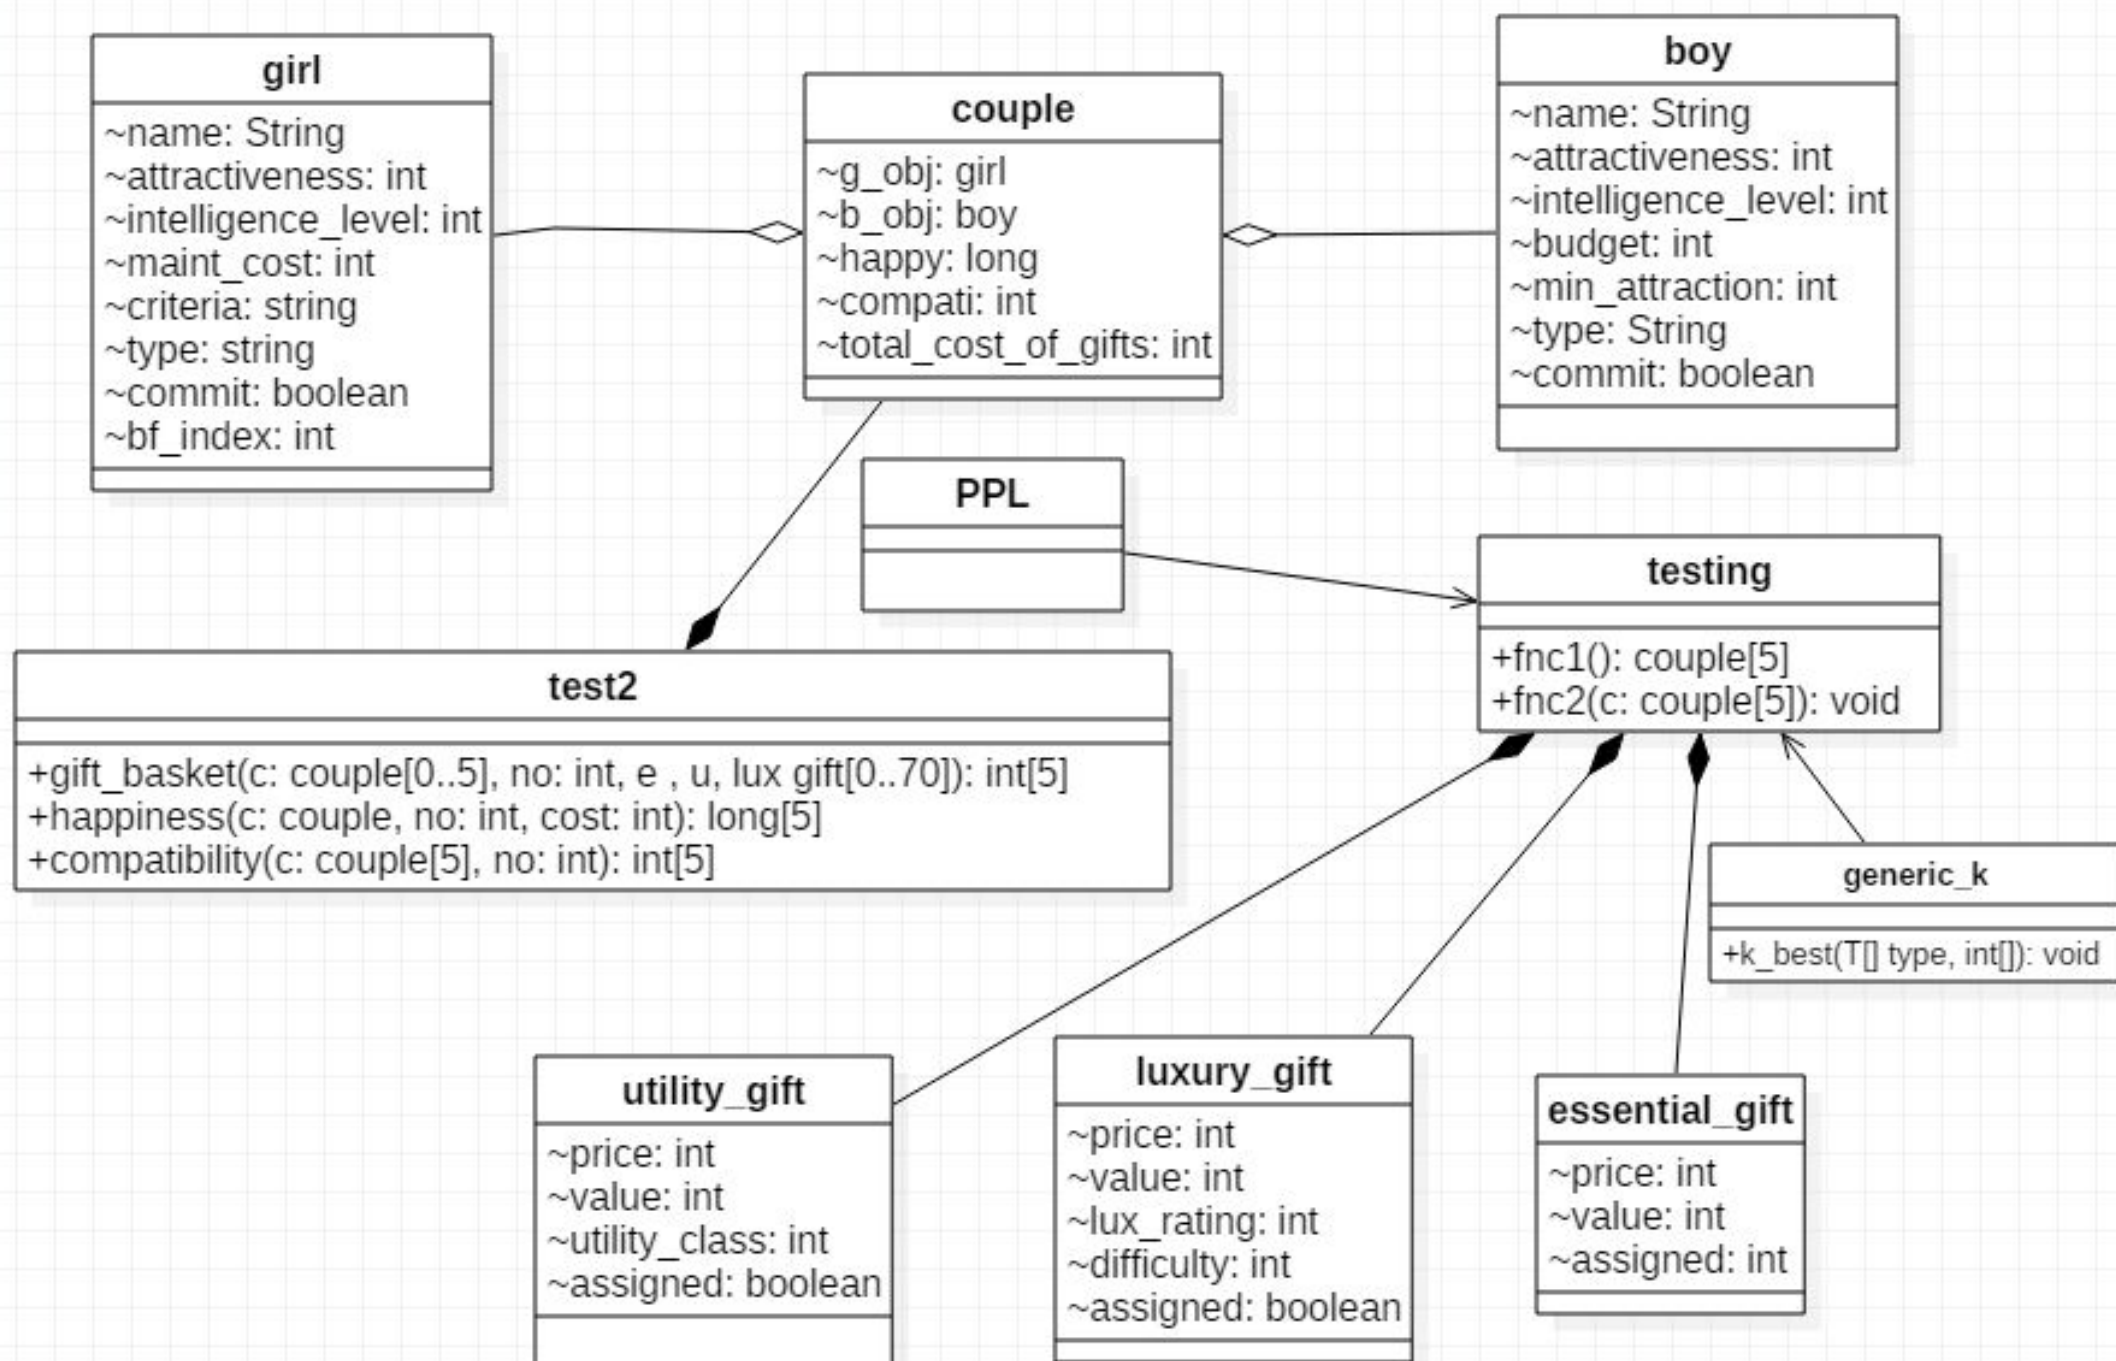 girl
~name: String
~attractiveness: int
~intelligence_level: int
~maint_cost: int
~criteria: string
~type: string
~commit: boolean
~bf_index: int
couple
~g_obj: girl
~b_obj: boy
~happy: long
~compati: int
~total_cost_of_gifts: int
boy
~name: String
~attractiveness: int
~intelligence_level: int
~budget: int
~min_attraction: int
~type: String
~commit: boolean
PPL
testing
+fnc1(): couple[5]
+fnc2(c: couple[5]): void
test2
+gift_basket(c: couple[0..5], no: int, e , u, lux gift[0..70]): int[5]
+happiness(c: couple, no: int, cost: int): long[5]
+compatibility(c: couple[5], no: int): int[5]
generic_k
+k_best(T[] type, int[]): void
utility_gift
~price: int
~value: int
~utility_class: int
~assigned: boolean
luxury_gift
~price: int
~value: int
~lux_rating: int
~difficulty: int
~assigned: boolean
essential_gift
~price: int
~value: int
~assigned: int